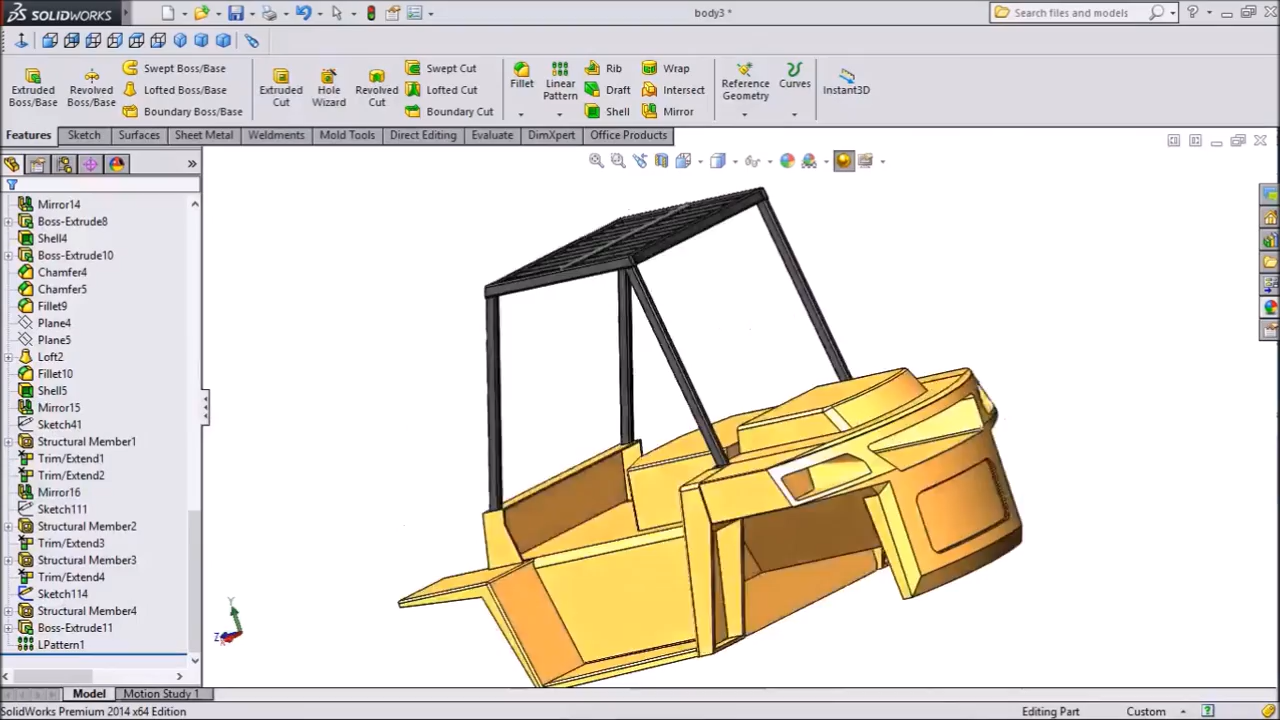 SOLIDWORKS
body3 *
Search files and models
Extruded Boss/Base
Revolved Boss/Base
Swept Boss/Base
Lofted Boss/Base
Boundary Boss/Base
Extruded Cut
Hole Wizard
Revolved Cut
Swept Cut
Lofted Cut
Boundary Cut
Fillet
Linear Pattern
Rib
Draft
Shell
Wrap
Intersect
Mirror
Reference Geometry
Curves
Instant3D
Features
Sketch
Surfaces
Sheet Metal
Weldments
Mold Tools
Direct Editing
Evaluate
DimXpert
Office Products
Mirror14
Boss-Extrude8
Shell4
Boss-Extrude10
Chamfer4
Chamfer5
Fillet9
Plane4
Plane5
Loft2
Fillet10
Shell5
Mirror15
Sketch41
Structural Member1
Trim/Extend1
Trim/Extend2
Mirror16
Sketch111
Structural Member2
Trim/Extend3
Structural Member3
Trim/Extend4
Sketch114
Structural Member4
Boss-Extrude11
LPattern1
Y
Z
Model
Motion Study 1
SolidWorks Premium 2014 x64 Edition
Editing Part
Custom